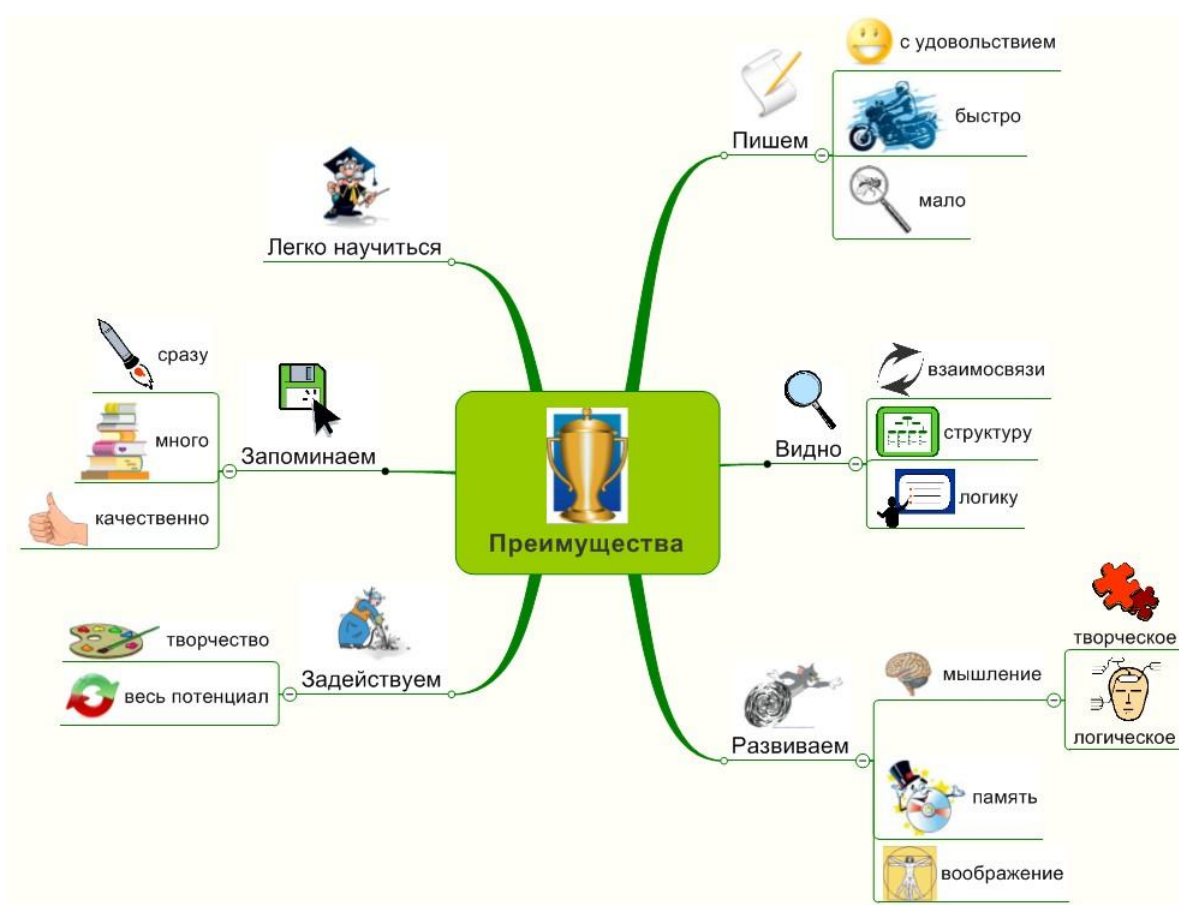 Преимущества
Пишем
с удовольствием
быстро
мало
Видно
взаимосвязи
структуру
логику
Развиваем
мышление
творческое
логическое
память
воображение
Задействуем
творчество
весь потенциал
Запоминаем
сразу
много
качественно
Легко научиться